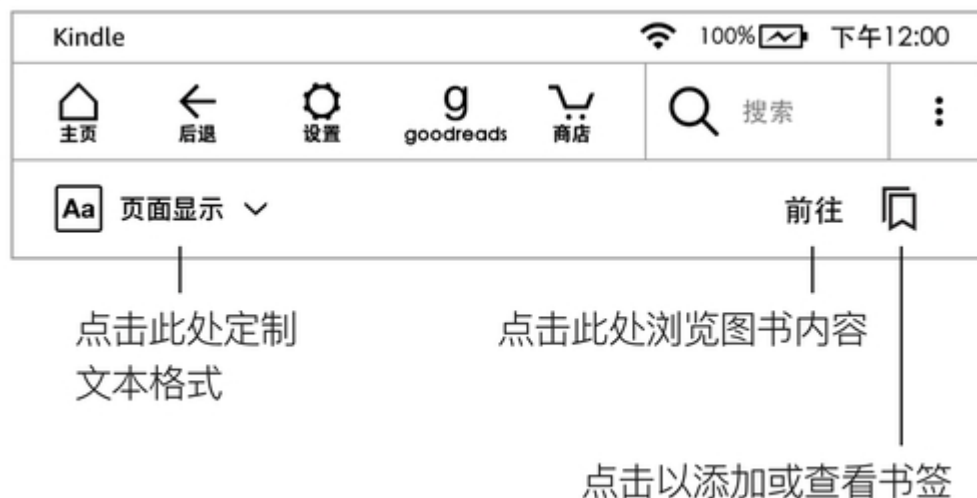 Kindle 100% 下午12:00
主页 后退 设置 goodreads 商店 搜索
Aa 页面显示 前往
点击此处定制
文本格式
点击此处浏览图书内容
点击以添加或查看书签